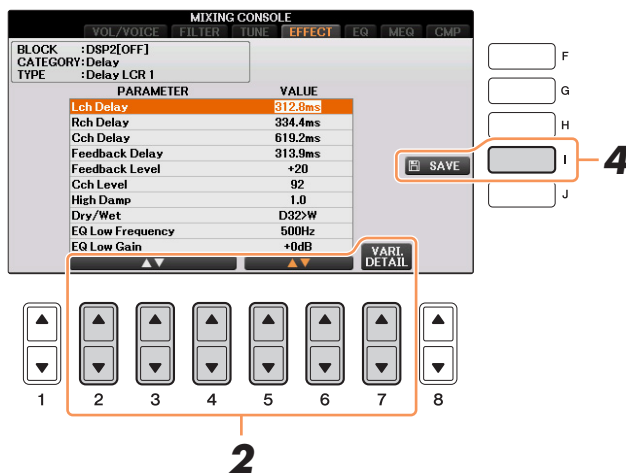 MIXING CONSOLE
VOL/VOICE FILTER TUNE EFFECT EQ MEQ CMP
BLOCK :DSP2[OFF]
CATEGORY:Delay
TYPE :Delay LCR 1
PARAMETER VALUE
Lch Delay 312.8ms
Rch Delay 334.4ms
Cch Delay 619.2ms
Feedback Delay 313.9ms
Feedback Level +20
Cch Level 92
High Damp 1.0
Dry/Wet D32>W
EQ Low Frequency 500Hz
EQ Low Gain +0dB
SAVE
VARI.
DETAIL
F
G
H
I
J
4
1 2 3 4 5 6 7 8
2